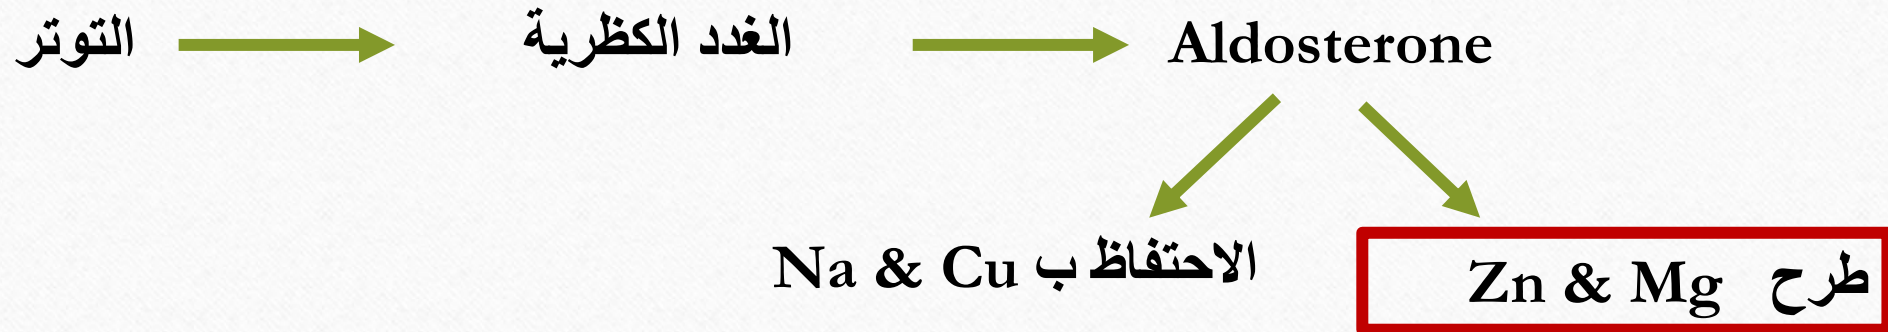 التوتر
الغدد الكظرية
Aldosterone
الاحتفاظ ب Na & Cu
طرح Zn & Mg